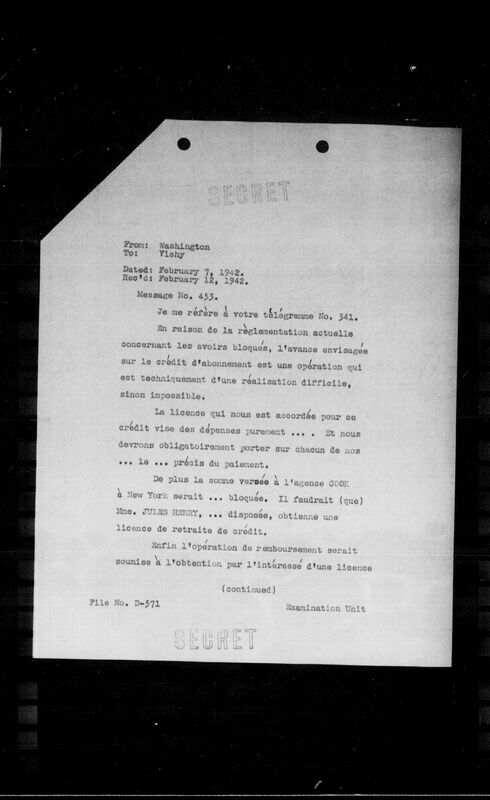 SECRET
From: Washington
To: Vichy
Dated: February 7, 1942.
Rec'd: February 12, 1942.
Message No. 453.
Je me réfère à votre télégramme No. 341.
En raison de la règlementation actuelle
concernant les avoirs bloqués, l'avance envisagée
sur le crédit d'abonnement est une opération qui
est techniquement d'une réalisation difficile,
sinon impossible.
La licence qui nous est accordée pour ce
crédit vise des dépenses purement ... . Et nous
devrons obligatoirement porter sur chacun de nos
... le ... précis du paiement.
De plus la somme versée à l'agence COOK
à New York serait ... bloquée. Il faudrait (que)
Mme. JULES HENRY, ... disposée, obtienne une
licence de retraite de crédit.
Enfin l'opération de remboursement serait
soumise à l'obtention par l'intéressé d'une licence
(continued)
File No. D-571
Examination Unit
SECRET